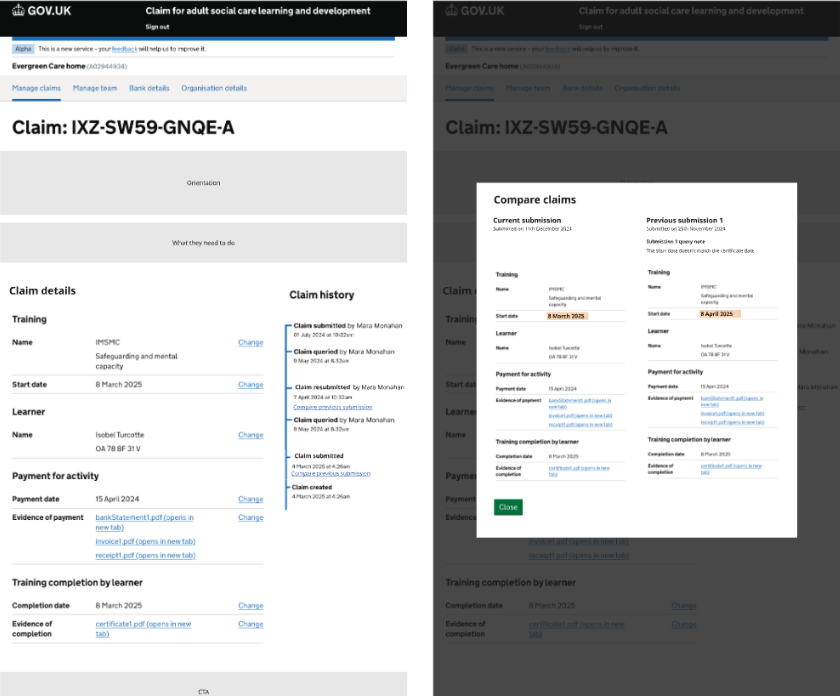 GOV.UK
Claim for adult social care learning and development
Sign out
Alpha This is a new service – your feedback will help us to improve it.
Evergreen Care home (A02944934)
Manage claims Manage team Bank details Organisation details
Claim: IXZ-SW59-GNQE-A
Orientation
What they need to do
Claim details
Training
Name IMSMC Change
Safeguarding and mental
capacity
Start date 8 March 2025 Change
Learner
Name Isobel Turcotte Change
OA 78 8F 31 V
Payment for activity
Payment date 15 April 2024 Change
Evidence of payment bankStatement1.pdf (opens in Change
new tab)
invoice1.pdf (opens in new tab)
receipt1.pdf (opens in new tab)
Training completion by learner
Completion date 8 March 2025 Change
Evidence of certificate1.pdf (opens in new Change
completion tab)
CTA
Claim history
Claim submitted by Mara Monahan
01 July 2024 at 10:02am
Claim queried by Mara Monahan
9 May 2024 at 8:32am
Claim resubmitted by Mara Monahan
7 April 2024 at 10:32am
Compare previous submission
Claim queried by Mara Monahan
9 May 2024 at 8:32am
Claim submitted
4 March 2025 at 4:26am
Compare previous submission
Claim created
4 March 2025 at 4:26am
GOV.UK
Claim for adult social care learning and development
Sign out
Alpha This is a new service – your feedback will help us to improve it.
Evergreen Care home (A02944934)
Manage claims Manage team Bank details Organisation details
Claim: IXZ-SW59-GNQE-A
Compare claims
Current submission
Submitted on 11th December 2024
Training
Name IMSMC
Safeguarding and mental
capacity
Start date 8 March 2025
Learner
Name Isobel Turcotte
OA 78 8F 31 V
Payment for activity
Payment date 15 April 2024
Evidence of payment bankStatement1.pdf (opens in
new tab)
invoice1.pdf (opens in new tab)
receipt1.pdf (opens in new tab)
Training completion by learner
Completion date 8 March 2025
Evidence of certificate1.pdf (opens in new
completion tab)
Close
Previous submission 1
Submitted on 25th November 2024
Submission 1 query note
The start date doesn't match the certificate date.
Training
Name IMSMC
Safeguarding and mental
capacity
Start date 8 April 2025
Learner
Name Isobel Turcotte
OA 78 8F 31 V
Payment for activity
Payment date 15 April 2024
Evidence of payment bankStatement1.pdf (opens in
new tab)
invoice1.pdf (opens in new tab)
receipt1.pdf (opens in new tab)
Training completion by learner
Completion date 8 March 2025
Evidence of certificate1.pdf (opens in new
completion tab)
Claim
Training
Name
Start date
Learner
Name
Payment
Payment date
Evidence
invoice1.pdf (opens in new tab)
receipt1.pdf (opens in new tab)
Training completion by learner
Completion date 8 March 2025 Change
Evidence of certificate1.pdf (opens in new Change
completion tab)
Monahan
Monahan